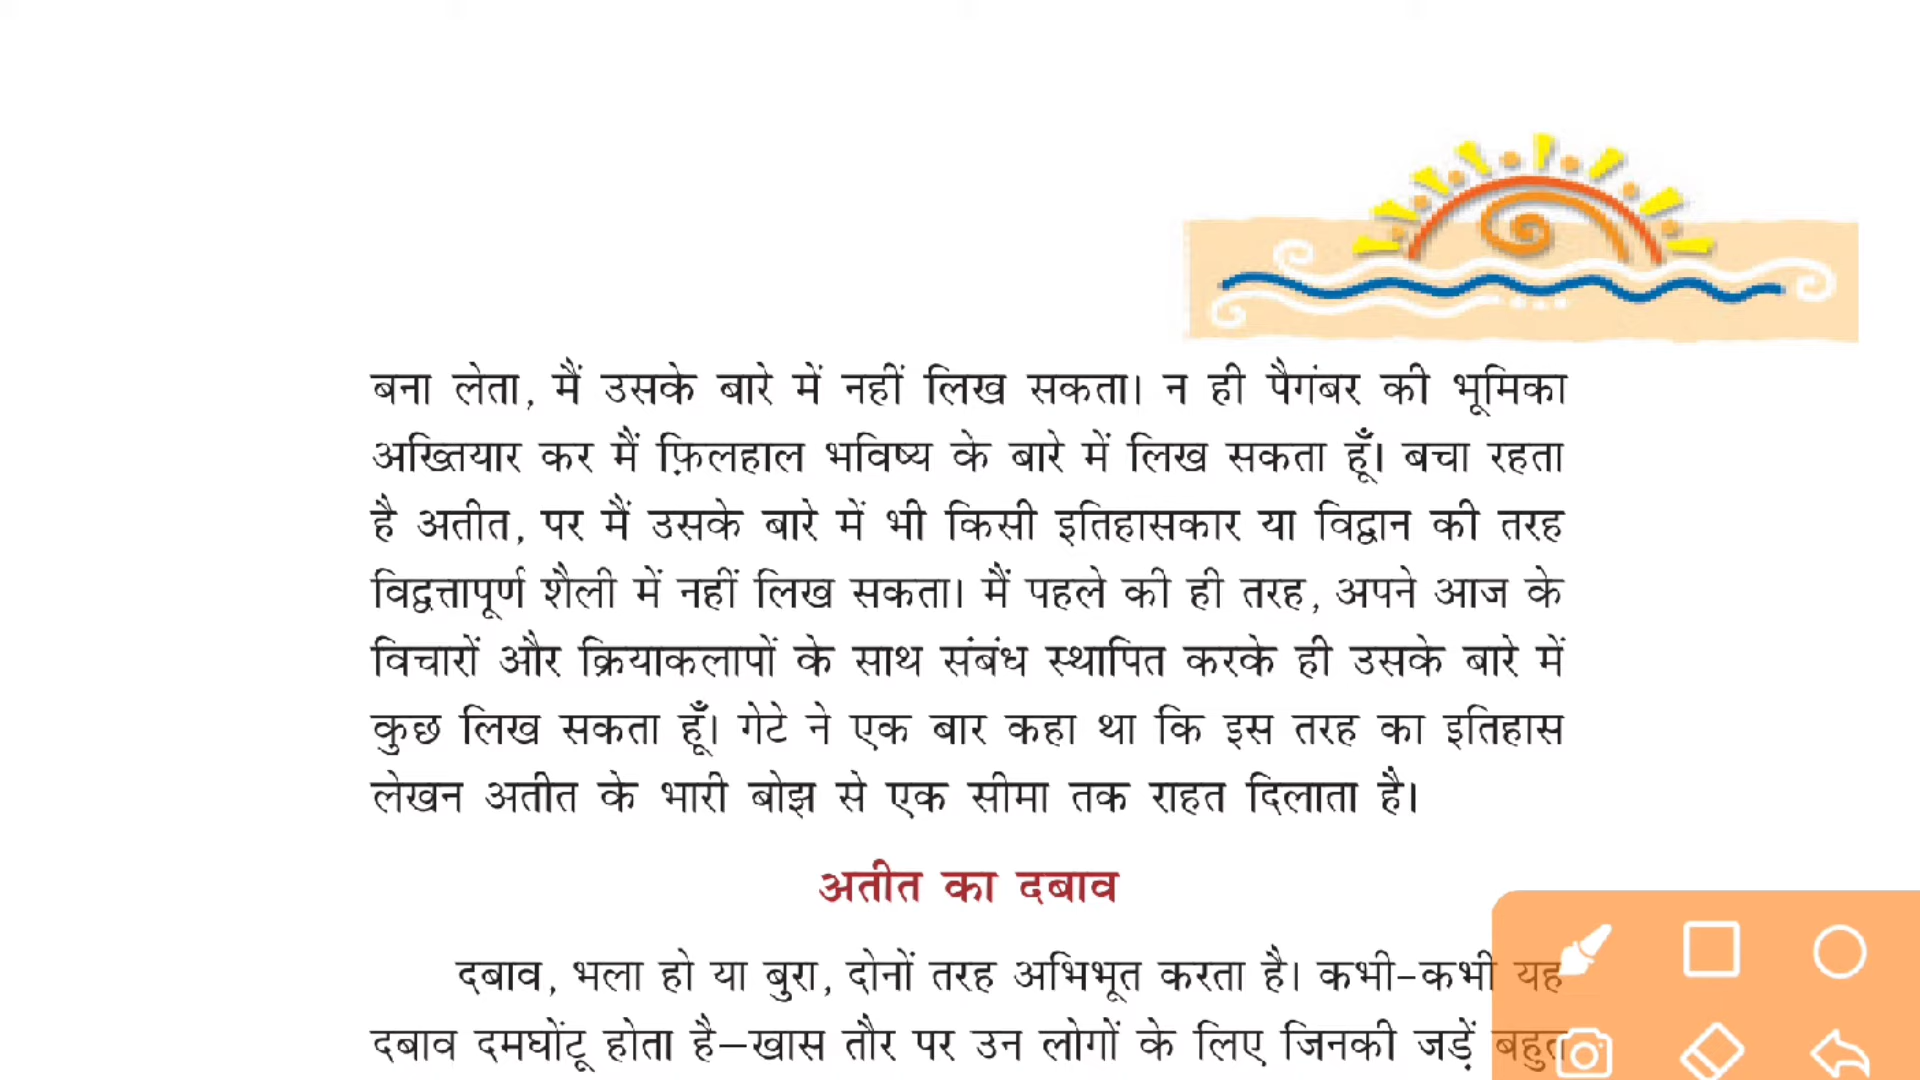 बना लेता, मैं उसके बारे में नहीं लिख सकता। न ही पैगंबर की भूमिका
अख्तियार कर मैं फ़िलहाल भविष्य के बारे में लिख सकता हूँ। बचा रहता
है अतीत, पर मैं उसके बारे में भी किसी इतिहासकार या विद्वान की तरह
विद्वत्तापूर्ण शैली में नहीं लिख सकता। मैं पहले की ही तरह, अपने आज के
विचारों और क्रियाकलापों के साथ संबंध स्थापित करके ही उसके बारे में
कुछ लिख सकता हूँ। गेटे ने एक बार कहा था कि इस तरह का इतिहास
लेखन अतीत के भारी बोझ से एक सीमा तक राहत दिलाता है।
अतीत का दबाव
दबाव, भला हो या बुरा, दोनों तरह अभिभूत करता है। कभी-कभी यह
दबाव दमघोंटू होता है–खास तौर पर उन लोगों के लिए जिनकी जड़ें बहुत